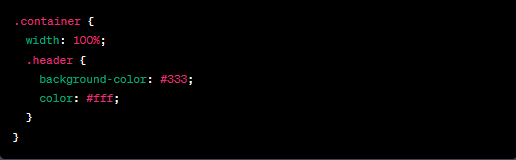 .container {
  width: 100%;
  .header {
    background-color: #333;
    color: #fff;
  }
}